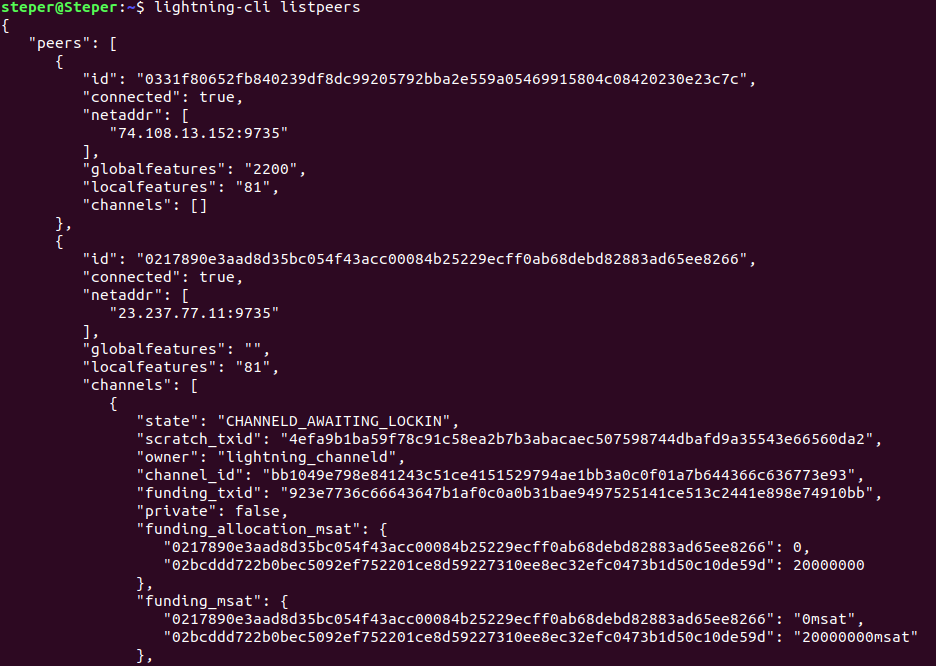 steper@Steper:~$ lightning-cli listpeers
{
   "peers": [
      {
         "id": "0331f80652fb840239df8dc99205792bba2e559a05469915804c08420230e23c7c",
         "connected": true,
         "netaddr": [
            "74.108.13.152:9735"
         ],
         "globalfeatures": "2200",
         "localfeatures": "81",
         "channels": []
      },
      {
         "id": "0217890e3aad8d35bc054f43acc00084b25229ecff0ab68debd82883ad65ee8266",
         "connected": true,
         "netaddr": [
            "23.237.77.11:9735"
         ],
         "globalfeatures": "",
         "localfeatures": "81",
         "channels": [
            {
               "state": "CHANNELD_AWAITING_LOCKIN",
               "scratch_txid": "4efa9b1ba59f78c91c58ea2b7b3abacaec507598744dbafd9a35543e66560da2",
               "owner": "lightning_channeld",
               "channel_id": "bb1049e798e841243c51ce4151529794ae1bb3a0c0f01a7b644366c636773e93",
               "funding_txid": "923e7736c66643647b1af0c0a0b31bae9497525141ce513c2441e898e74910bb",
               "private": false,
               "funding_allocation_msat": {
                  "0217890e3aad8d35bc054f43acc00084b25229ecff0ab68debd82883ad65ee8266": 0,
                  "02bcddd722b0bec5092ef752201ce8d59227310ee8ec32efc0473b1d50c10de59d": 20000000
               },
               "funding_msat": {
                  "0217890e3aad8d35bc054f43acc00084b25229ecff0ab68debd82883ad65ee8266": "0msat",
                  "02bcddd722b0bec5092ef752201ce8d59227310ee8ec32efc0473b1d50c10de59d": "20000000msat"
               },